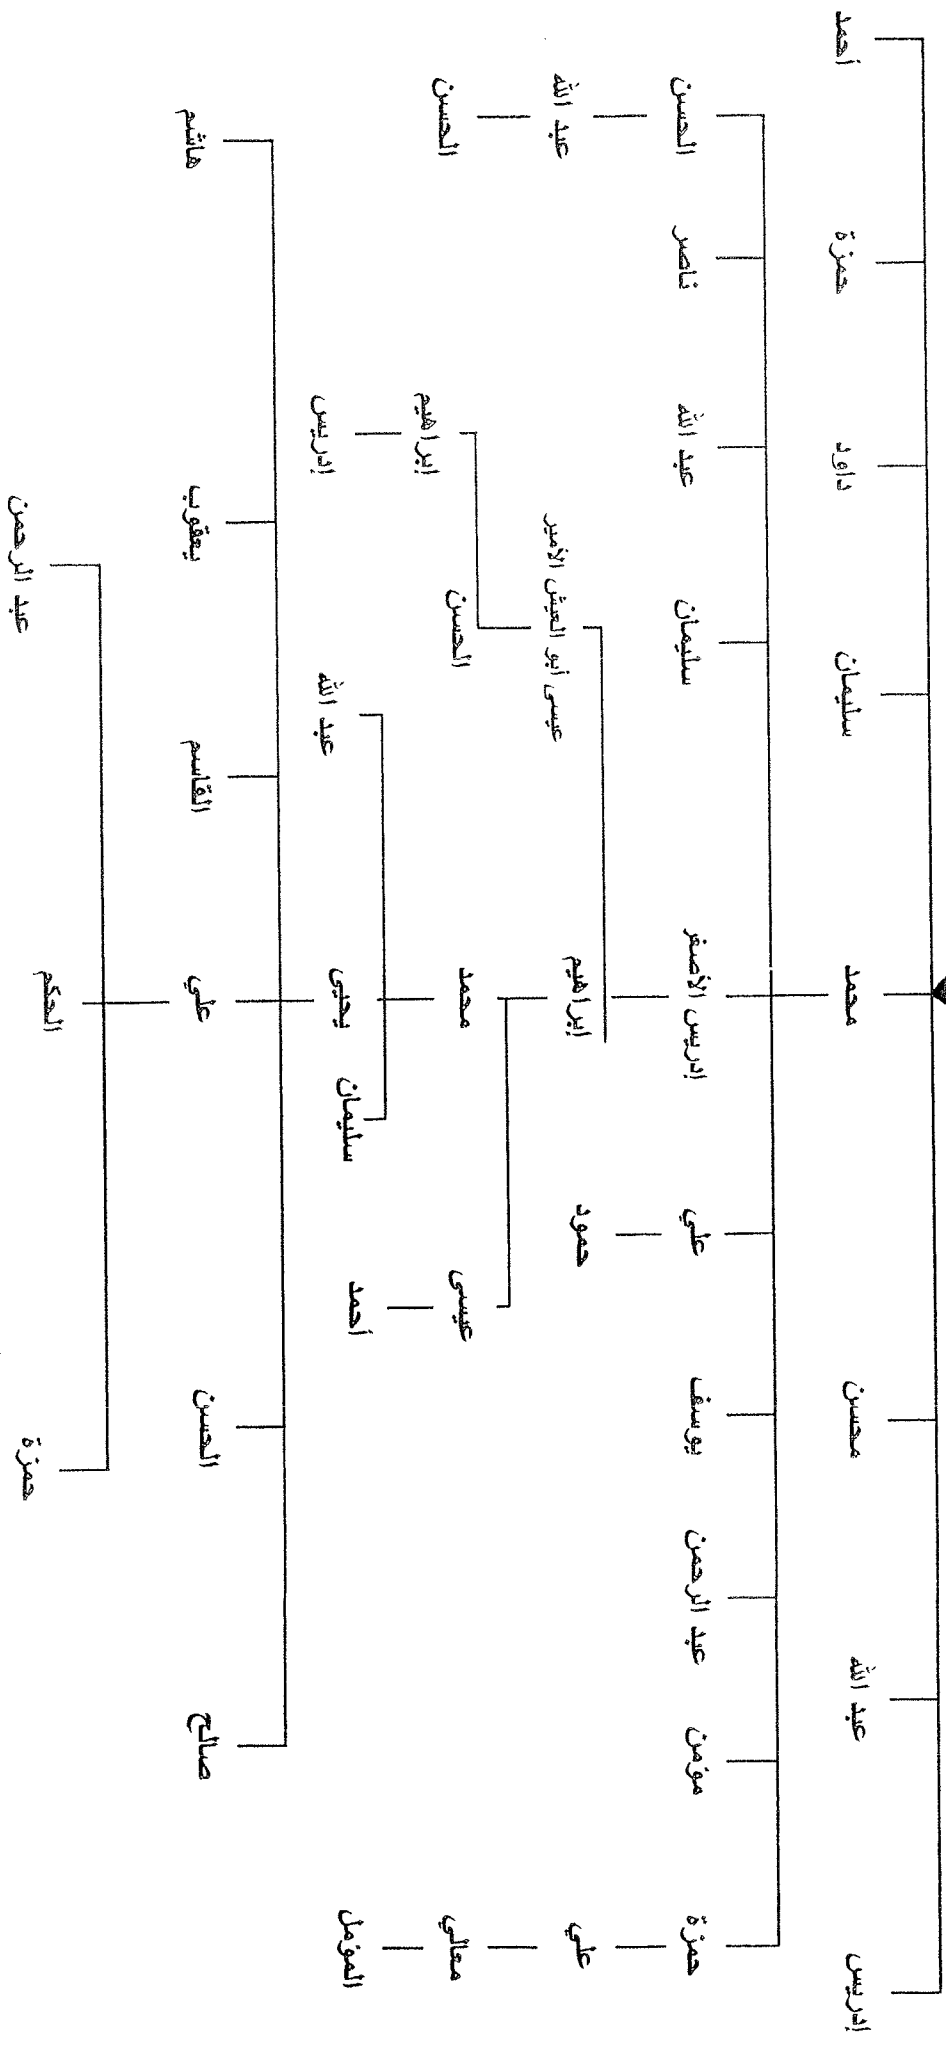 إدريس عبد الله محسن محمد سليمان داود حمزة أحمد
حمزة مؤمن عبد الرحمن يوسف علي إدريس الأصغر سليمان عبد الله ناصر الحسن
علي حمود إبراهيم عيسى أبو العيش الأمير عبد الله
معالي عيسى محمد الحسن ابراهيم الحسن
المؤمل أحمد سليمان يحيى عبد الله إدريس
صالح الحسن علي القاسم يعقوب هاشم
حمزة الحكم عبد الرحمن